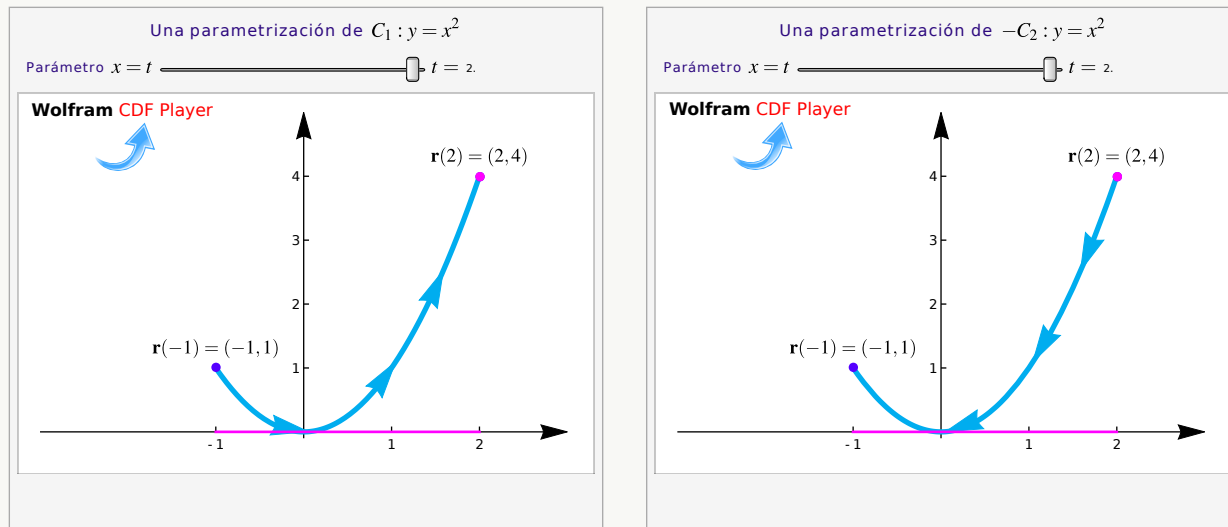 Una parametrización de C₁ : y = x²
Parámetro x = t t = 2.
Wolfram CDF Player
r(2) = (2,4)
4
3
2
r(−1) = (−1,1)
1
-1 1 2
Una parametrización de −C₂ : y = x²
Parámetro x = t t = 2.
Wolfram CDF Player
r(2) = (2,4)
4
3
2
r(−1) = (−1,1)
1
-1 1 2